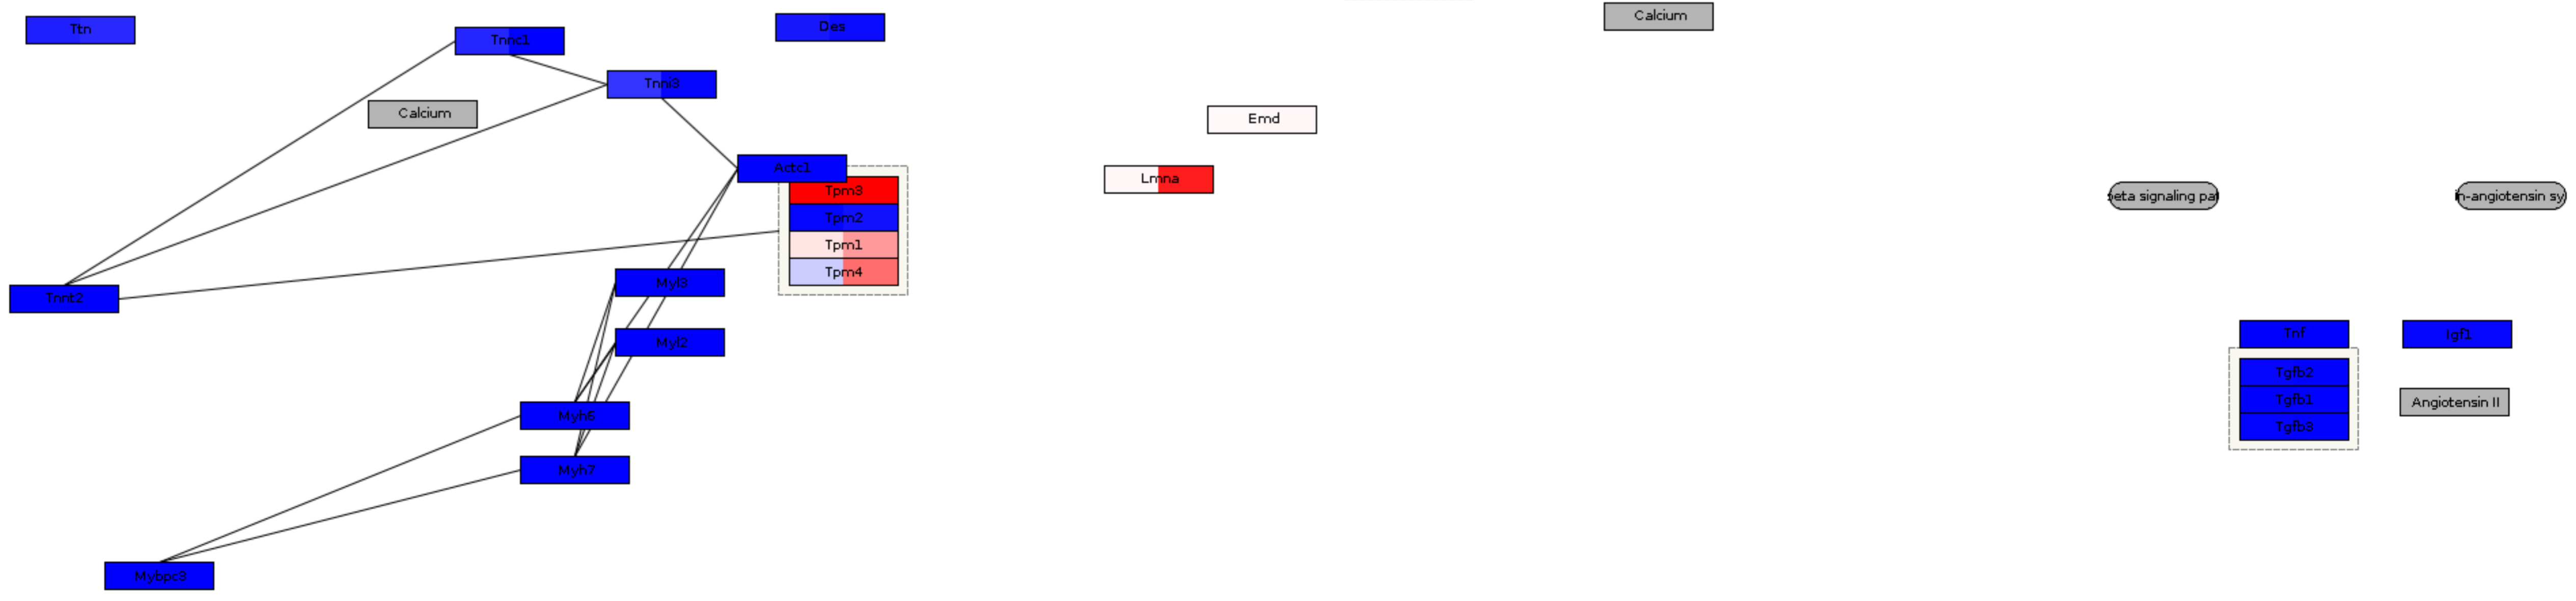 Ttn
Tnnc1
Des
Calcium
Tnni3
Calcium
Emd
Actc1
Lmna
Tpm3
Tpm2
Tpm1
Tpm4
beta signaling pat
n-angiotensin sy
Tnnt2
Myl3
Myl2
Tnf
Igf1
Tgfb2
Tgfb1
Tgfb3
Angiotensin II
Myh6
Myh7
Mybpc3